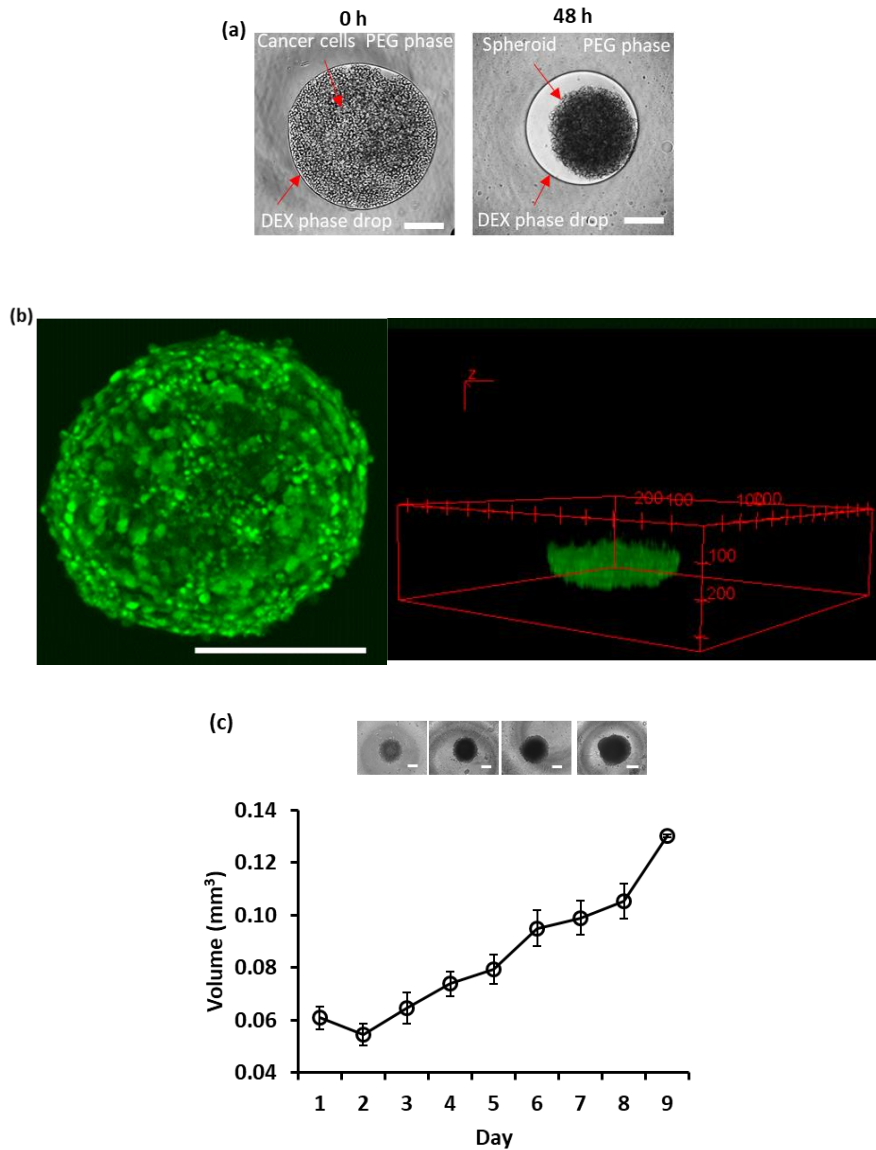 0 h
48 h
(a)
Cancer cells PEG phase
Spheroid PEG phase
DEX phase drop
DEX phase drop
(b)
z
200 100
100
200
(c)
0.14
0.12
0.10
0.08
0.06
0.04
Volume (mm³)
1 2 3 4 5 6 7 8 9
Day